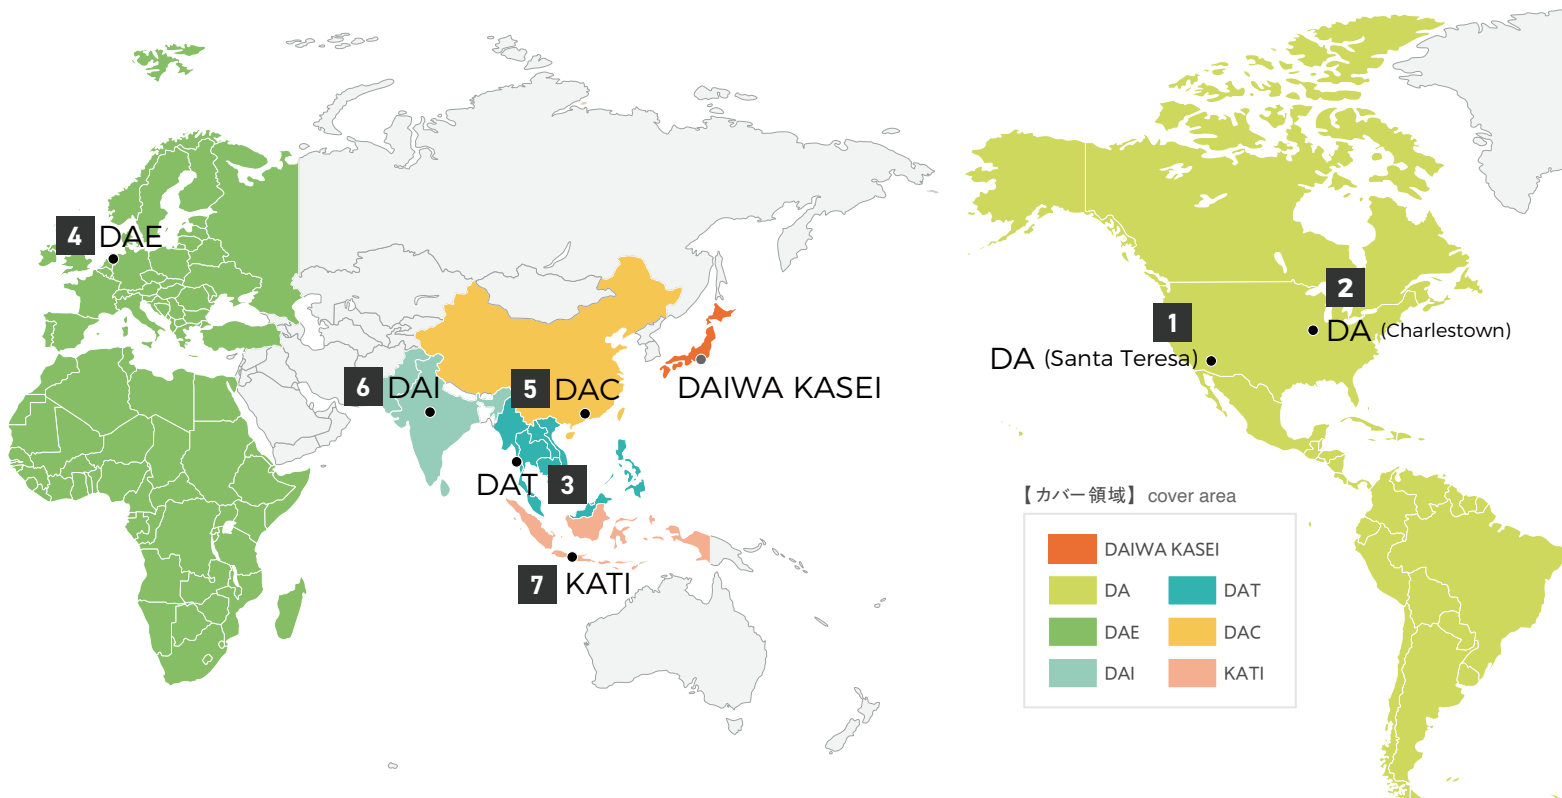 4 DAE
6 DAI
5 DAC
DAIWA KASEI
DAT 3
7 KATI
2
1
DA (Charlestown)
DA (Santa Teresa)
【カバー領域】 cover area
DAIWA KASEI
DA
DAT
DAE
DAC
DAI
KATI